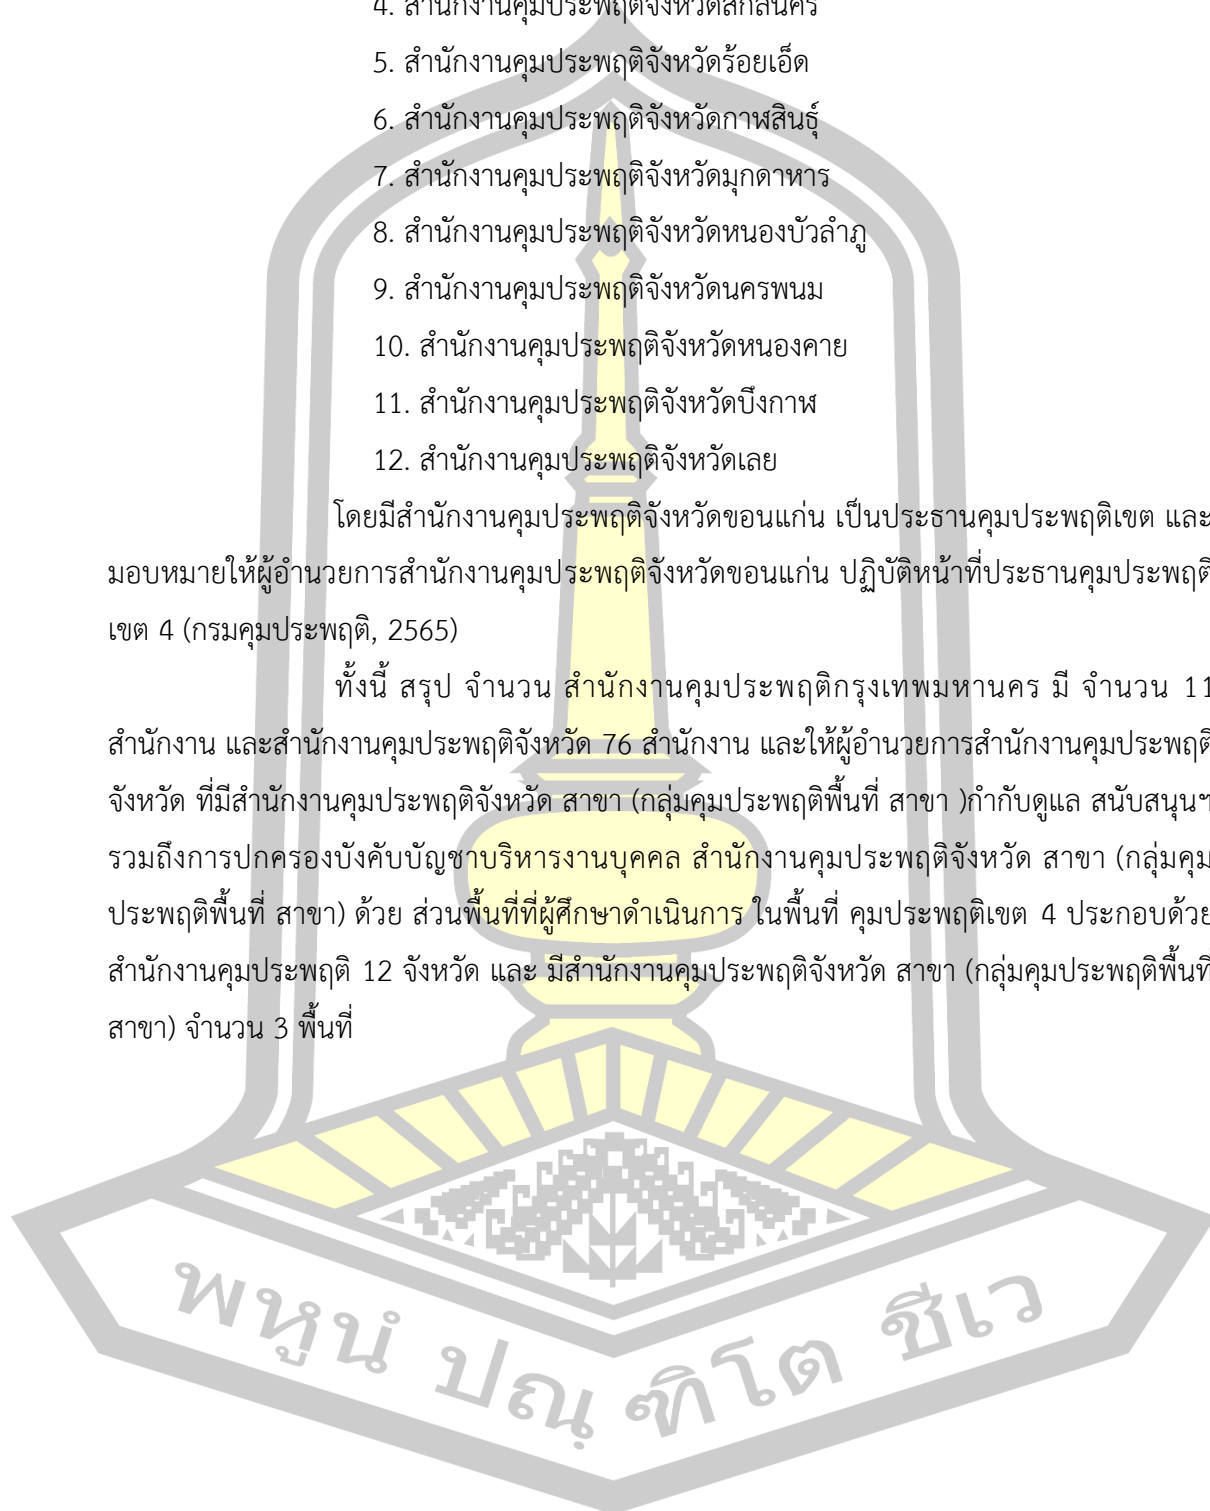 4. สำนักงานคุมประพฤติจังหวัดสกลนคร
5. สำนักงานคุมประพฤติจังหวัดร้อยเอ็ด
6. สำนักงานคุมประพฤติจังหวัดกาฬสินธุ์
7. สำนักงานคุมประพฤติจังหวัดมุกดาหาร
8. สำนักงานคุมประพฤติจังหวัดหนองบัวลำภู
9. สำนักงานคุมประพฤติจังหวัดนครพนม
10. สำนักงานคุมประพฤติจังหวัดหนองคาย
11. สำนักงานคุมประพฤติจังหวัดบึงกาฬ
12. สำนักงานคุมประพฤติจังหวัดเลย
โดยมีสำนักงานคุมประพฤติจังหวัดขอนแก่น เป็นประธานคุมประพฤติเขต และ
มอบหมายให้ผู้อำนวยการสำนักงานคุมประพฤติจังหวัดขอนแก่น ปฏิบัติหน้าที่ประธานคุมประพฤติ
เขต 4 (กรมคุมประพฤติ, 2565)
ทั้งนี้ สรุป จำนวน สำนักงานคุมประพฤติกรุงเทพมหานคร มี จำนวน 11
สำนักงาน และสำนักงานคุมประพฤติจังหวัด 76 สำนักงาน และให้ผู้อำนวยการสำนักงานคุมประพฤติ
จังหวัด ที่มีสำนักงานคุมประพฤติจังหวัด สาขา (กลุ่มคุมประพฤติพื้นที่ สาขา )กำกับดูแล สนับสนุนฯ
รวมถึงการปกครองบังคับบัญชาบริหารงานบุคคล สำนักงานคุมประพฤติจังหวัด สาขา (กลุ่มคุม
ประพฤติพื้นที่ สาขา) ด้วย ส่วนพื้นที่ที่ผู้ศึกษาดำเนินการ ในพื้นที่ คุมประพฤติเขต 4 ประกอบด้วย
สำนักงานคุมประพฤติ 12 จังหวัด และ มีสำนักงานคุมประพฤติจังหวัด สาขา (กลุ่มคุมประพฤติพื้นที่
สาขา) จำนวน 3 พื้นที่
พหูนํ ปณฺฑิโต ชีเว